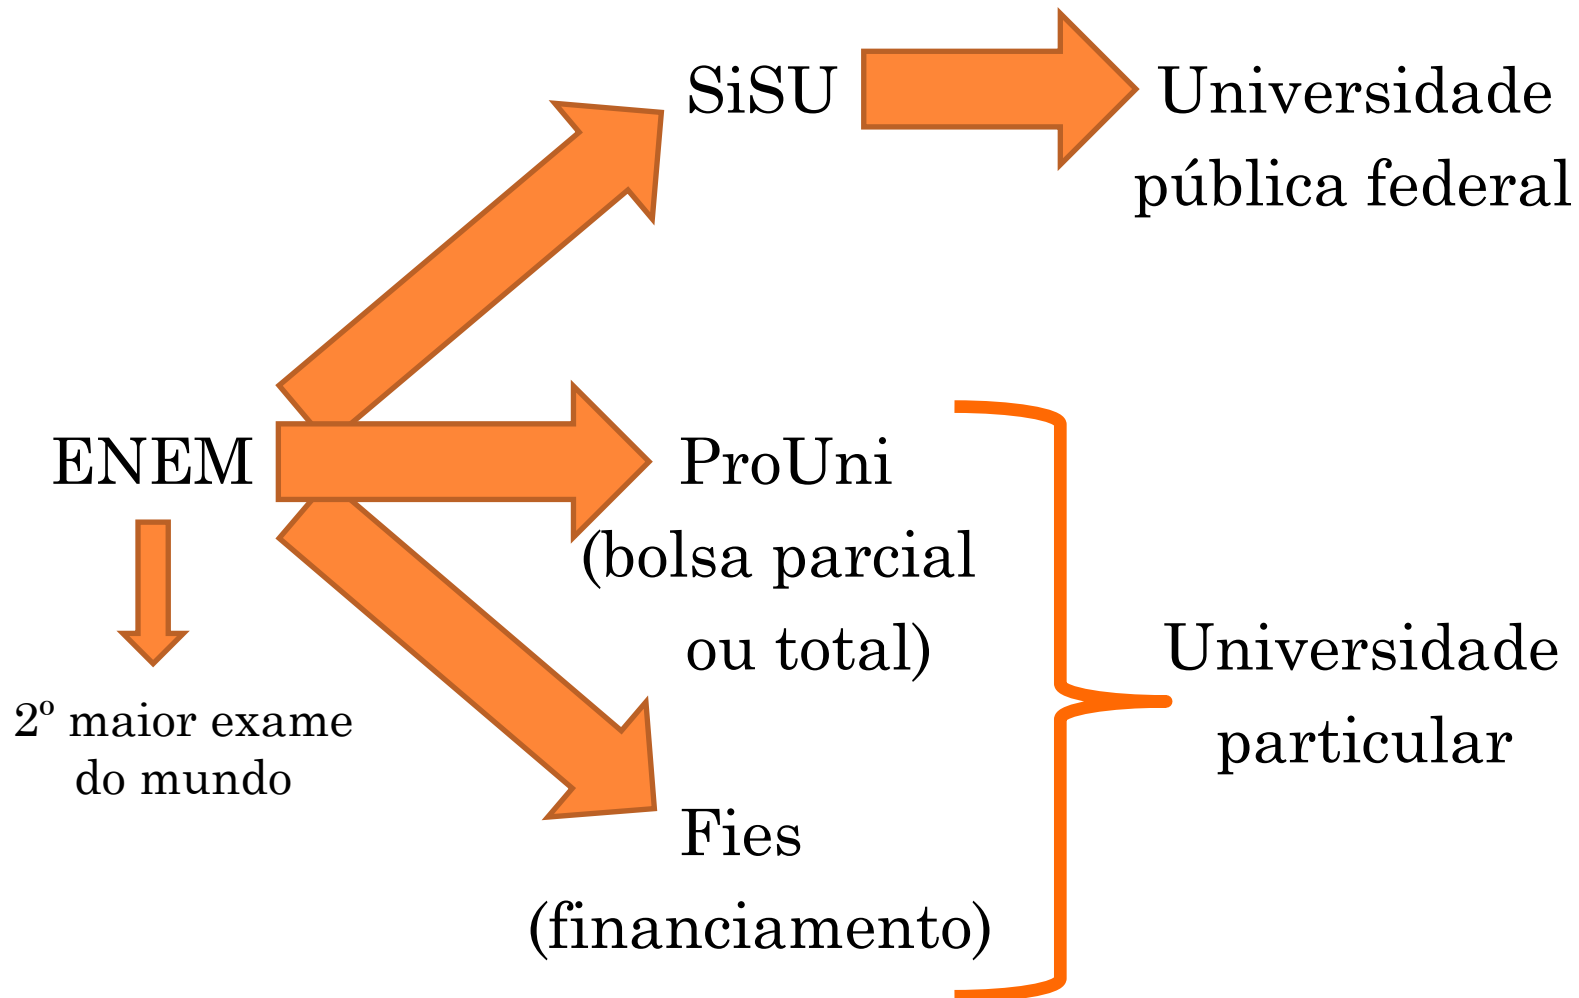 SiSU
Universidade
pública federal
ENEM
2º maior exame
do mundo
ProUni
(bolsa parcial
ou total)
Fies
(financiamento)
Universidade
particular